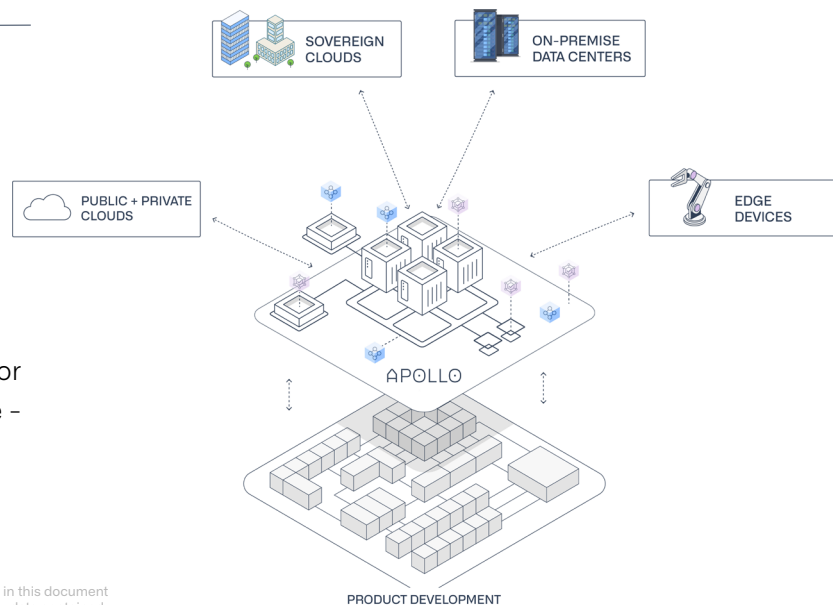 SOVEREIGN
CLOUDS
ON-PREMISE
DATA CENTERS
PUBLIC + PRIVATE
CLOUDS
EDGE
DEVICES
or
e –
APOLLO
in this document
PRODUCT DEVELOPMENT